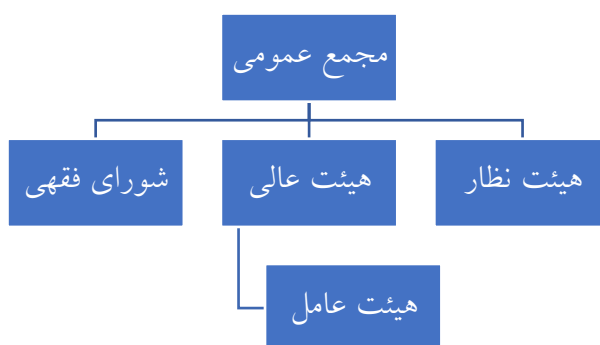 مجمع عمومی
هیئت نظار
هیئت عالی
شورای فقهی
هیئت عامل